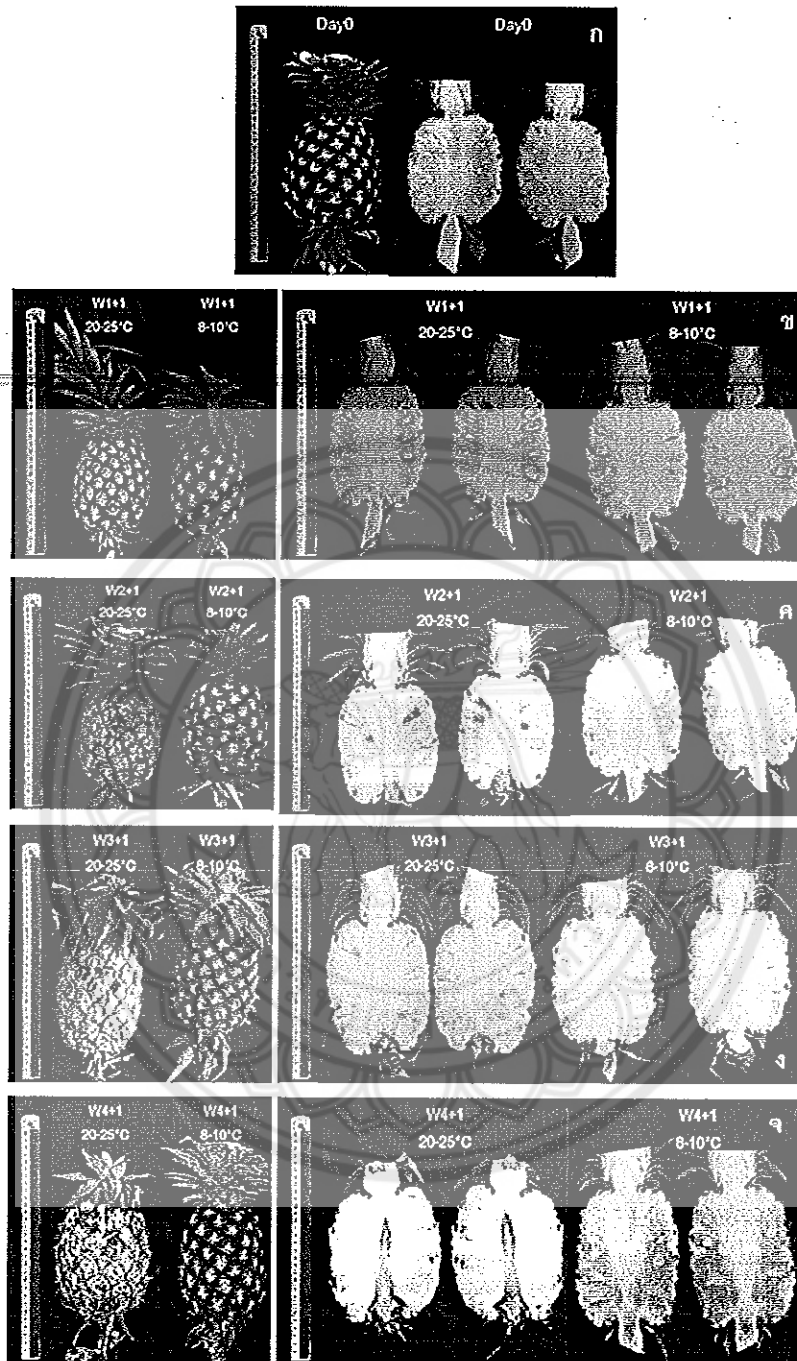 Day0 Day0 ก
W1+1 W1+1 W1+1 W1+1 ข
20-25°C 8-10°C 20-25°C 8-10°C
W2+1 W2+1 W2+1 W2+1 ค
20-25°C 8-10°C 20-25°C 8-10°C
W3+1 W3+1 W3+1 W3+1
20-25°C 8-10°C 20-25°C 8-10°C
ง
W4+1 W4+1 W4+1 W4+1 จ
20-25°C 8-10°C 20-25°C 8-10°C